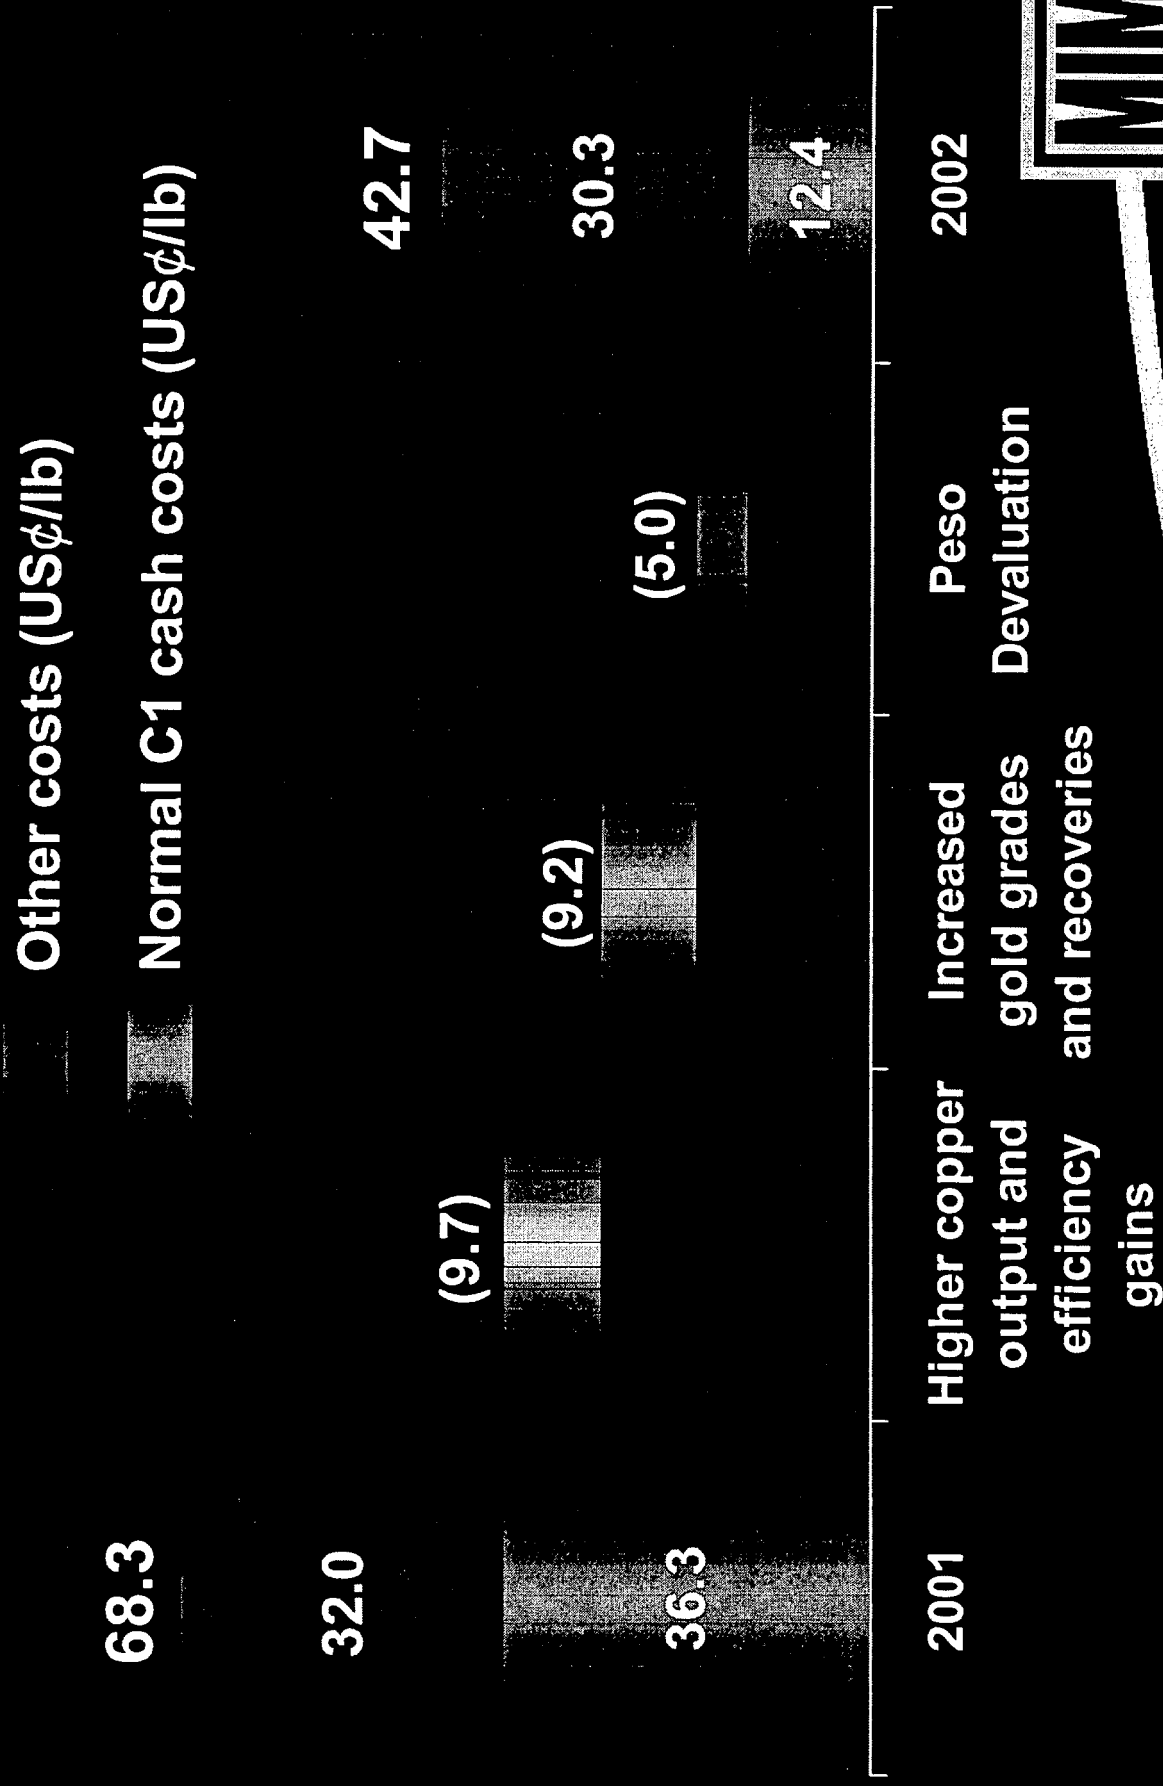 Other costs (US¢/lb)
Normal C1 cash costs (US¢/lb)
68.3
32.0
36.3
(9.7)
(9.2)
(5.0)
42.7
30.3
12.4
2001
Higher copper
output and
efficiency
gains
Increased
gold grades
and recoveries
Peso
Devaluation
2002